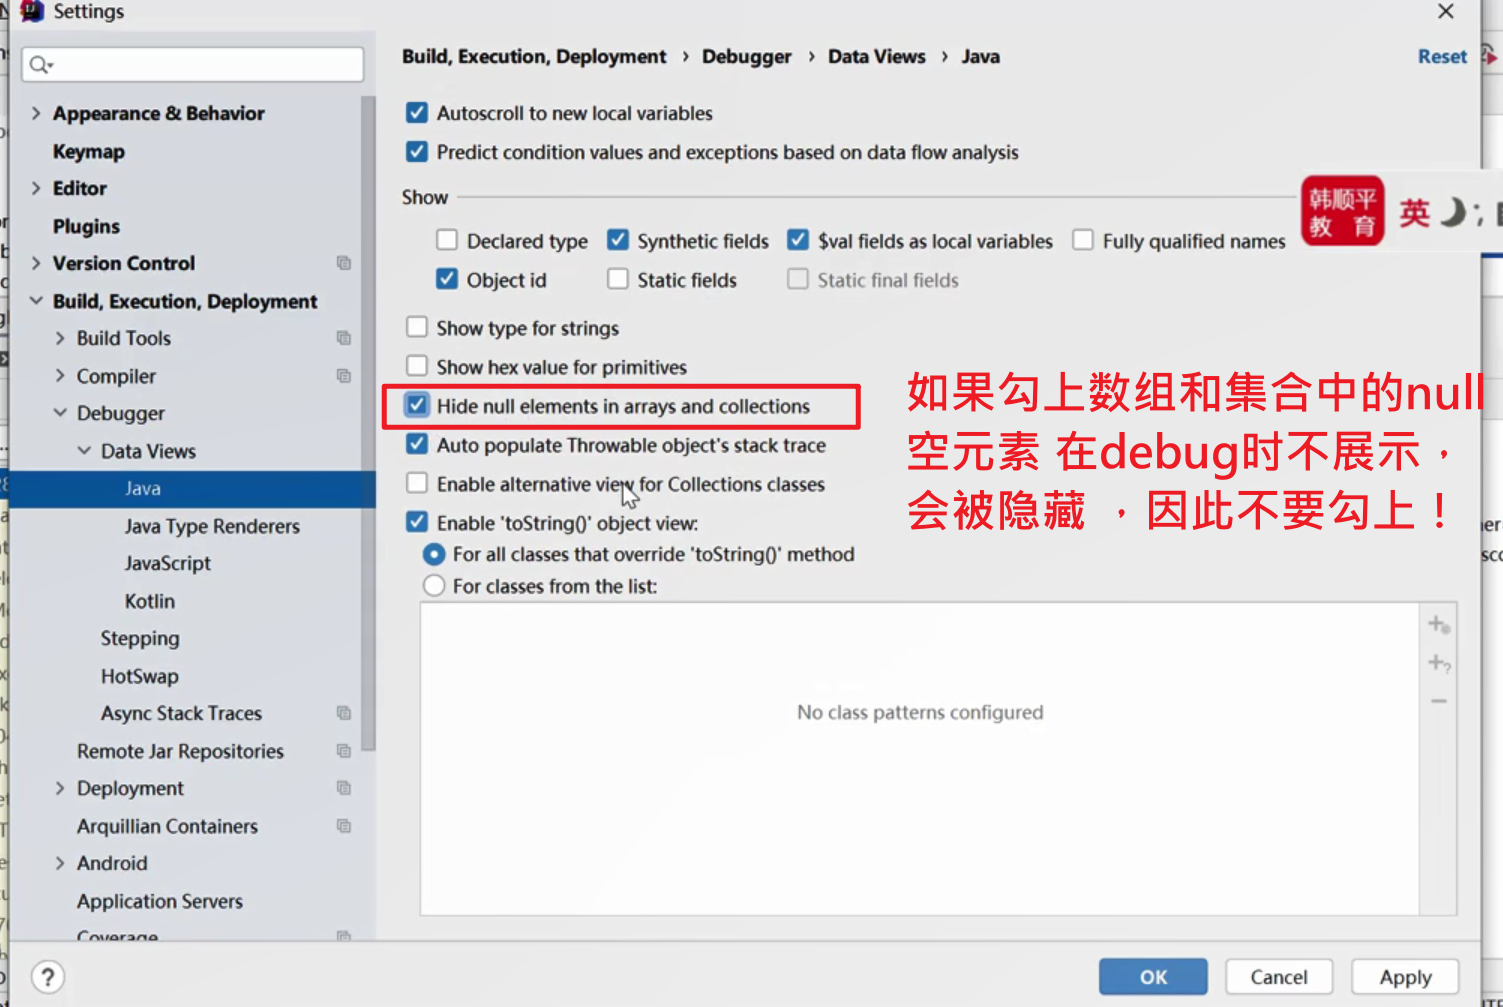 Settings
Build, Execution, Deployment › Debugger › Data Views › Java
Reset
Appearance & Behavior
Keymap
Editor
Plugins
Version Control
Build, Execution, Deployment
Build Tools
Compiler
Debugger
Data Views
Java
Java Type Renderers
JavaScript
Kotlin
Stepping
HotSwap
Async Stack Traces
Remote Jar Repositories
Deployment
Arquillian Containers
Android
Application Servers
Coverage
Autoscroll to new local variables
Predict condition values and exceptions based on data flow analysis
Show
Declared type Synthetic fields $val fields as local variables Fully qualified names
Object id Static fields Static final fields
Show type for strings
Show hex value for primitives
Hide null elements in arrays and collections
Auto populate Throwable object's stack trace
Enable alternative view for Collections classes
Enable 'toString()' object view:
For all classes that override 'toString()' method
For classes from the list:
No class patterns configured
韩顺平
教 育
英
如果勾上数组和集合中的null
空元素 在debug时不展示，
会被隐藏 ，因此不要勾上！
?
OK Cancel Apply